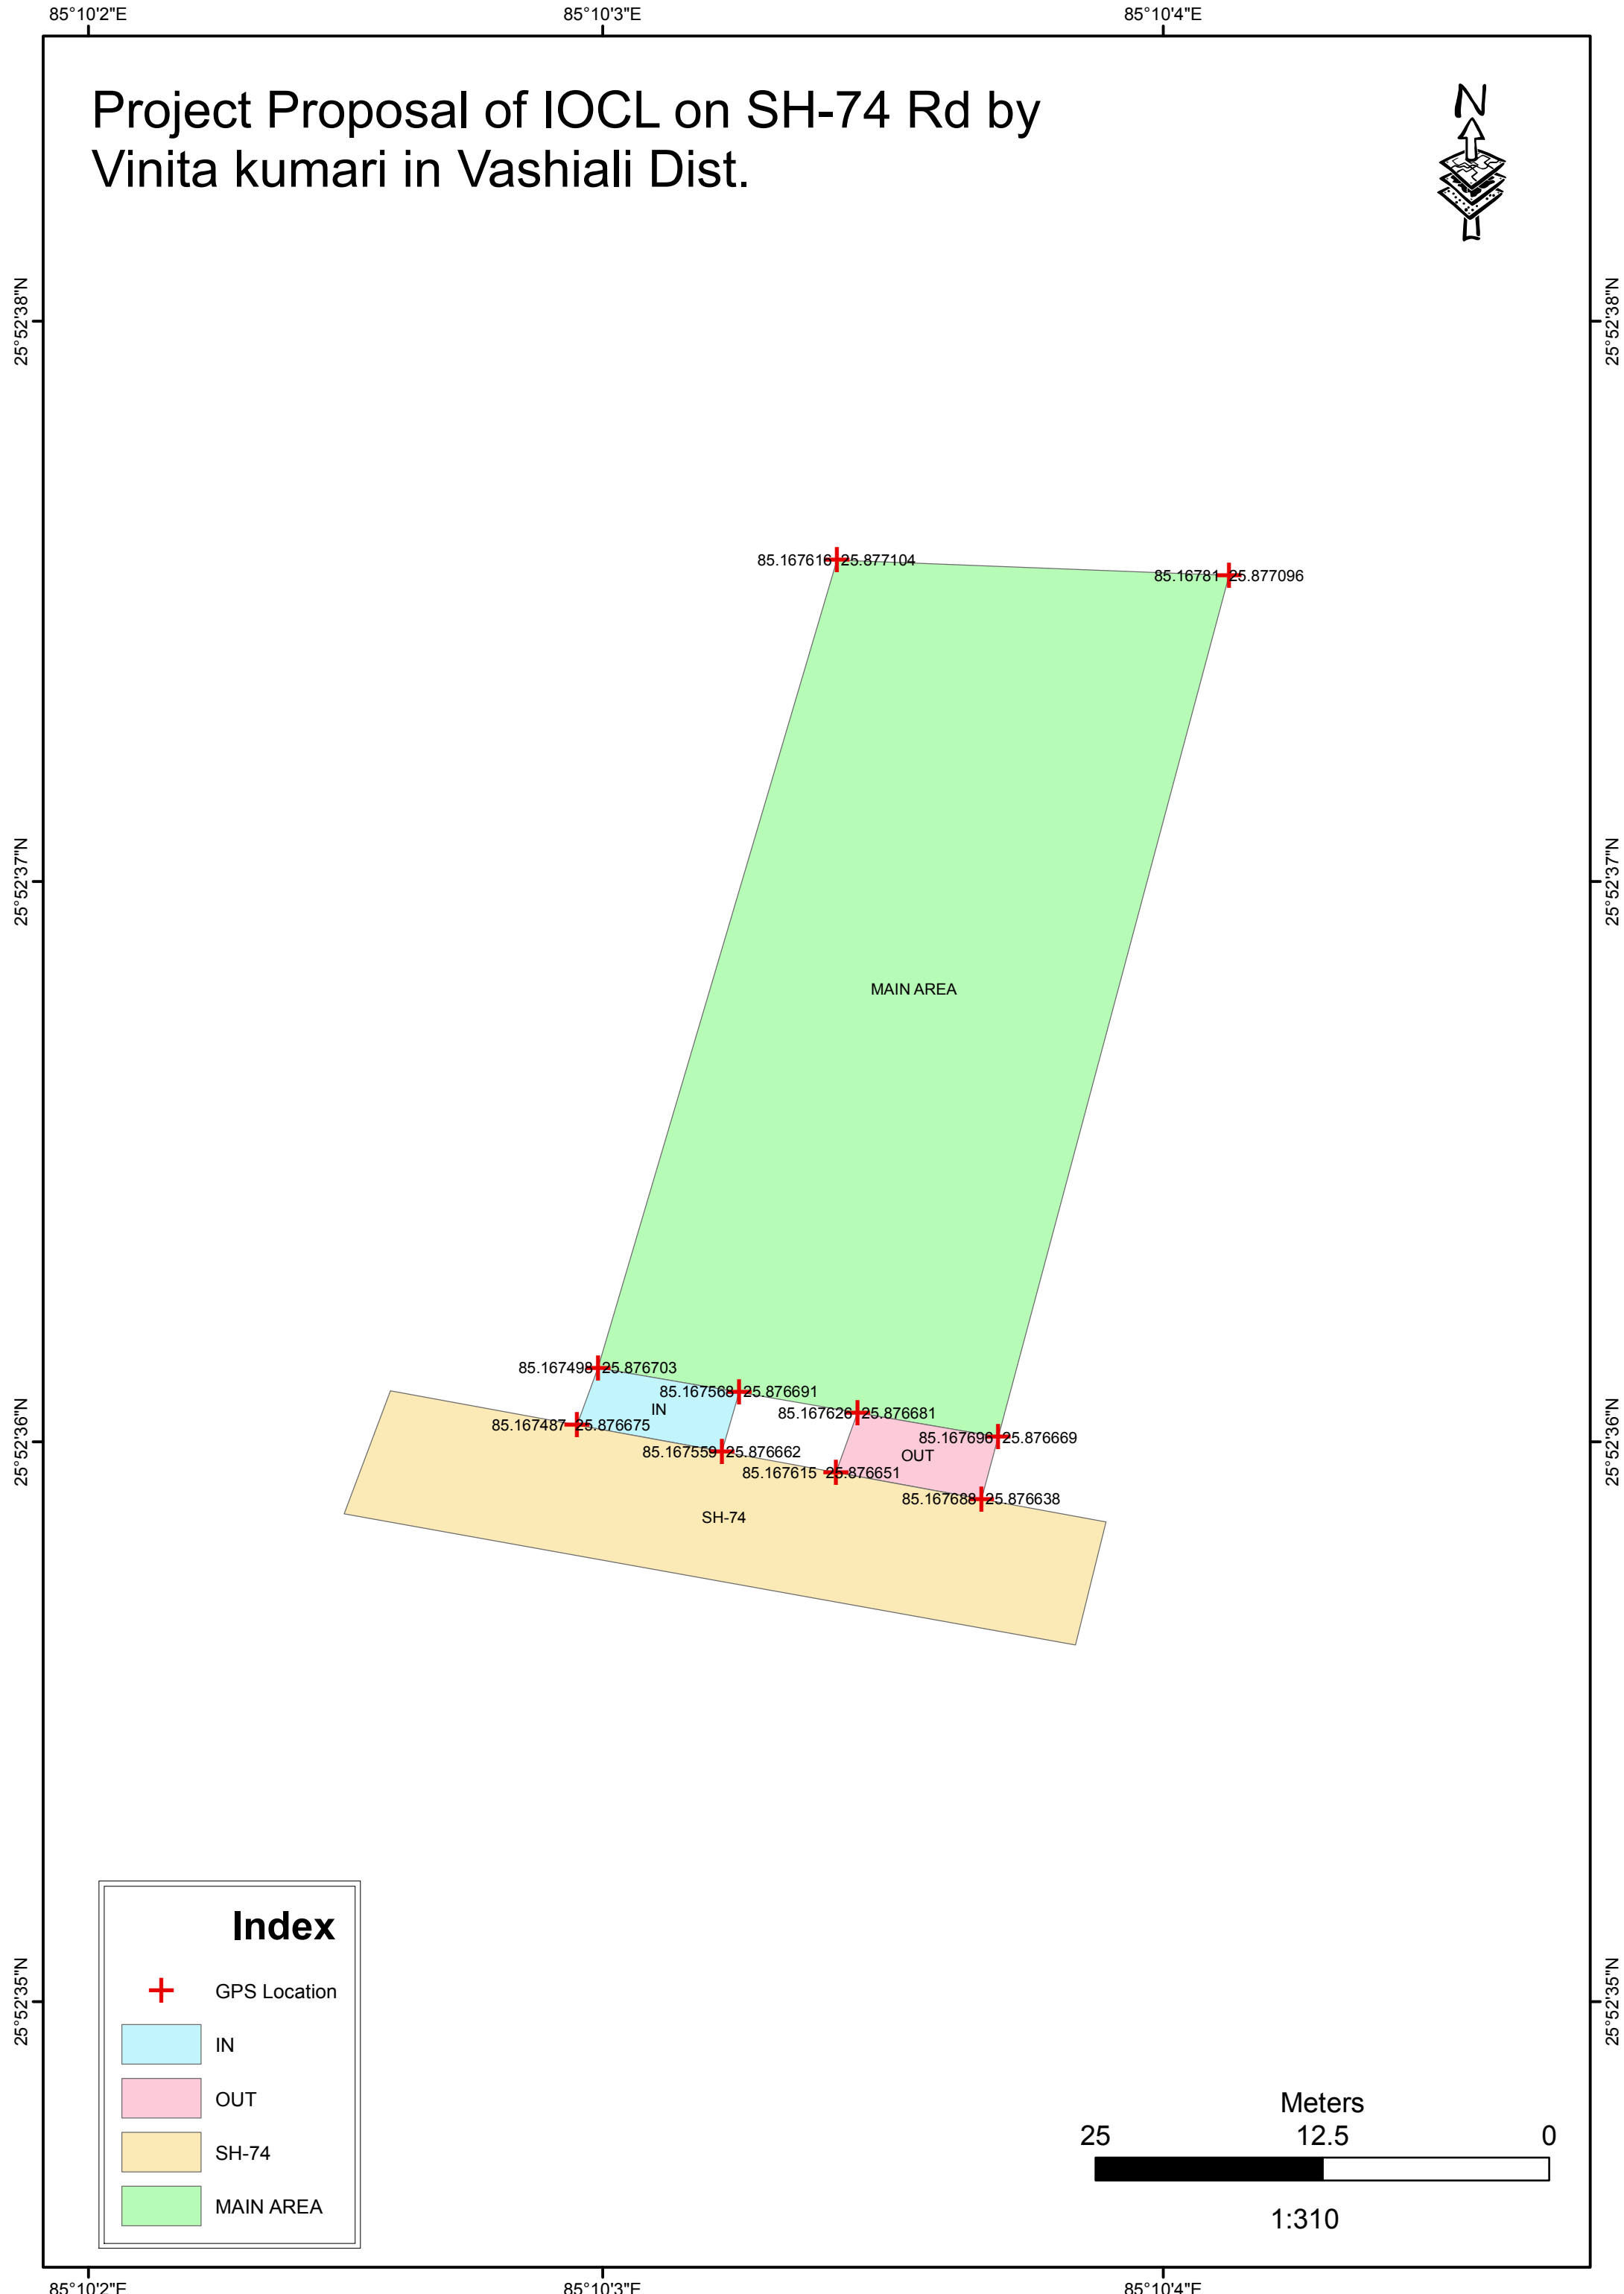 85°10'2"E
85°10'3"E
85°10'4"E
Project Proposal of IOCL on SH-74 Rd by
Vinita kumari in Vashiali Dist.
N
25°52'38"N
25°52'38"N
85.167616 25.877104
85.16781 25.877096
25°52'37"N
25°52'37"N
MAIN AREA
85.167498 25.876703
85.167568 25.876691
IN
85.167626 25.876681
85.167487 25.876675
85.167696 25.876669
25°52'36"N
25°52'36"N
85.167559 25.876662
OUT
85.167615 25.876651
85.167688 25.876638
SH-74
Index
GPS Location
IN
OUT
SH-74
MAIN AREA
25°52'35"N
25°52'35"N
Meters
25 12.5 0
1:310
85°10'2"E
85°10'3"E
85°10'4"E